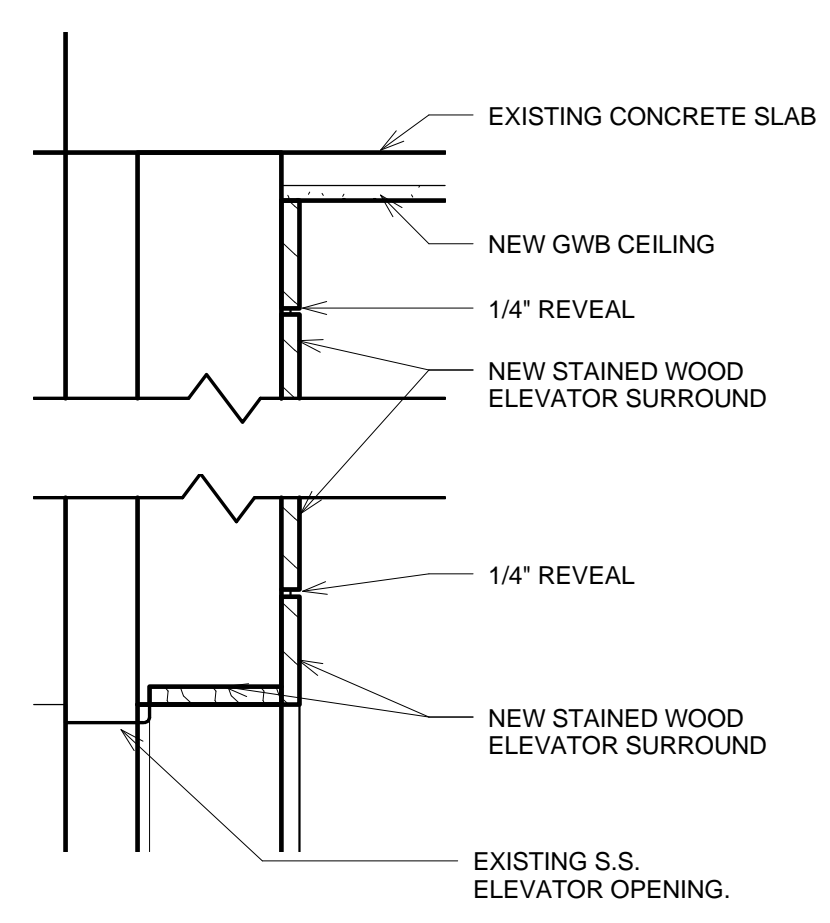 EXISTING CONCRETE SLAB
NEW GWB CEILING
1/4" REVEAL
NEW STAINED WOOD
ELEVATOR SURROUND
1/4" REVEAL
NEW STAINED WOOD
ELEVATOR SURROUND
EXISTING S.S.
ELEVATOR OPENING.